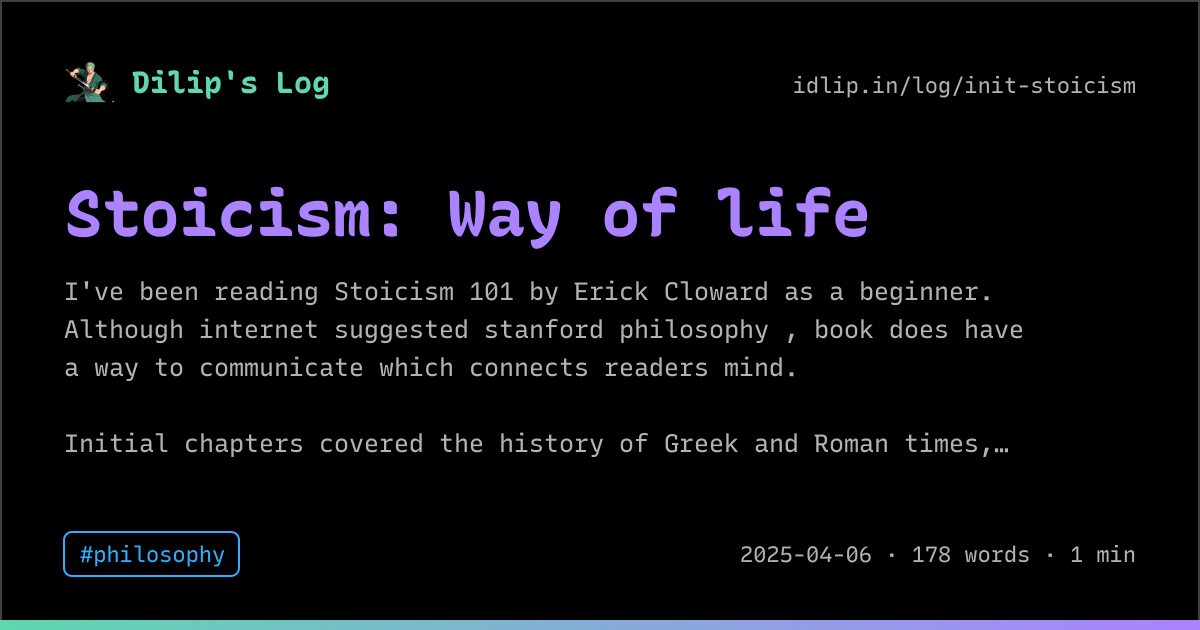 Dilip's Log
idlip.in/log/init-stoicism
Stoicism: Way of life
I've been reading Stoicism 101 by Erick Cloward as a beginner.
Although internet suggested stanford philosophy , book does have
a way to communicate which connects readers mind.
Initial chapters covered the history of Greek and Roman times,…
#philosophy
2025-04-06 · 178 words · 1 min